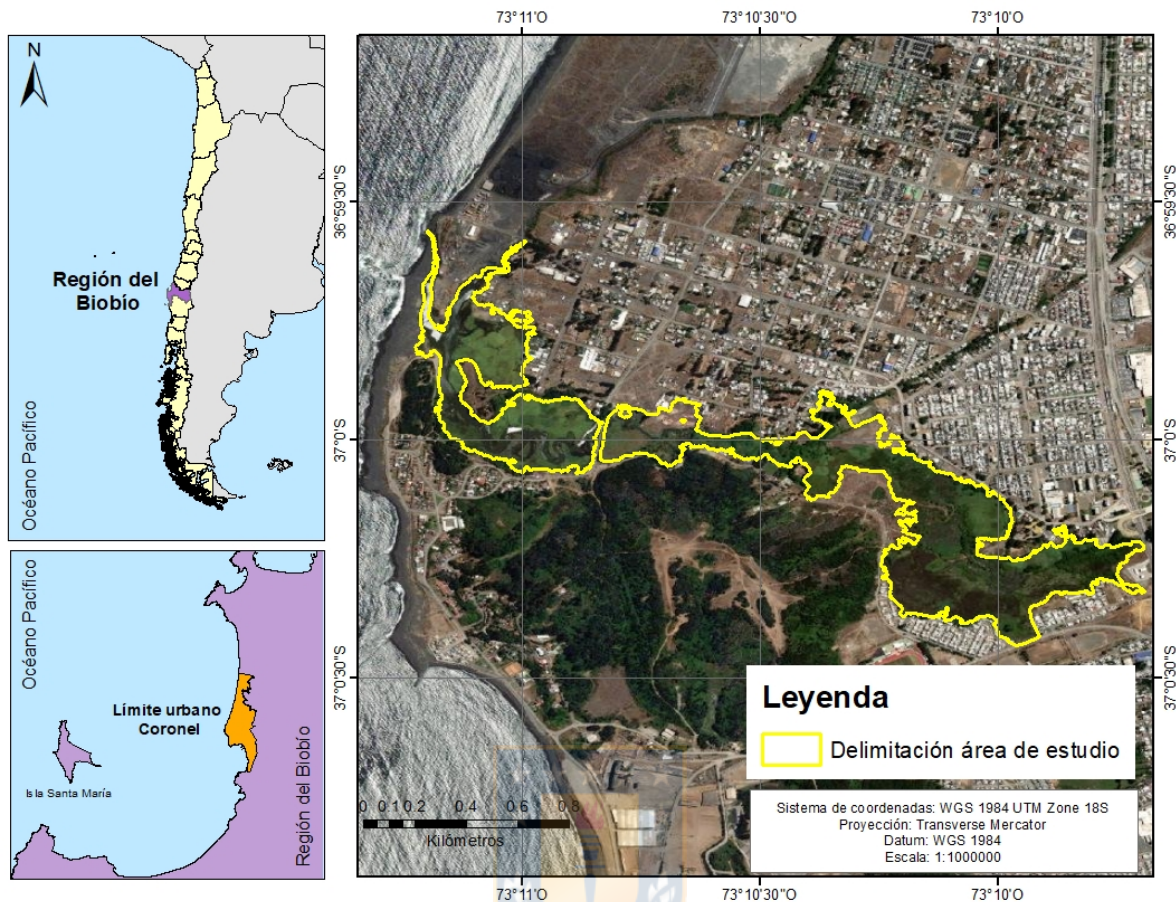 73°11'O
73°10'30"O
73°10'O
N
Región del
Biobío
Océano Pacífico
Océano Pacífico
Límite urbano
Coronel
Isla Santa María
Región del Biobío
36°59'30"S
37°0'S
37°0'30"S
36°59'30"S
37°0'S
37°0'30"S
Leyenda
Delimitación área de estudio
0 0.10.2 0.4 0.6 0.8
Kilómetros
Sistema de coordenadas: WGS 1984 UTM Zone 18S
Proyección: Transverse Mercator
Datum: WGS 1984
Escala: 1:1000000
73°11'O
73°10'30"O
73°10'O